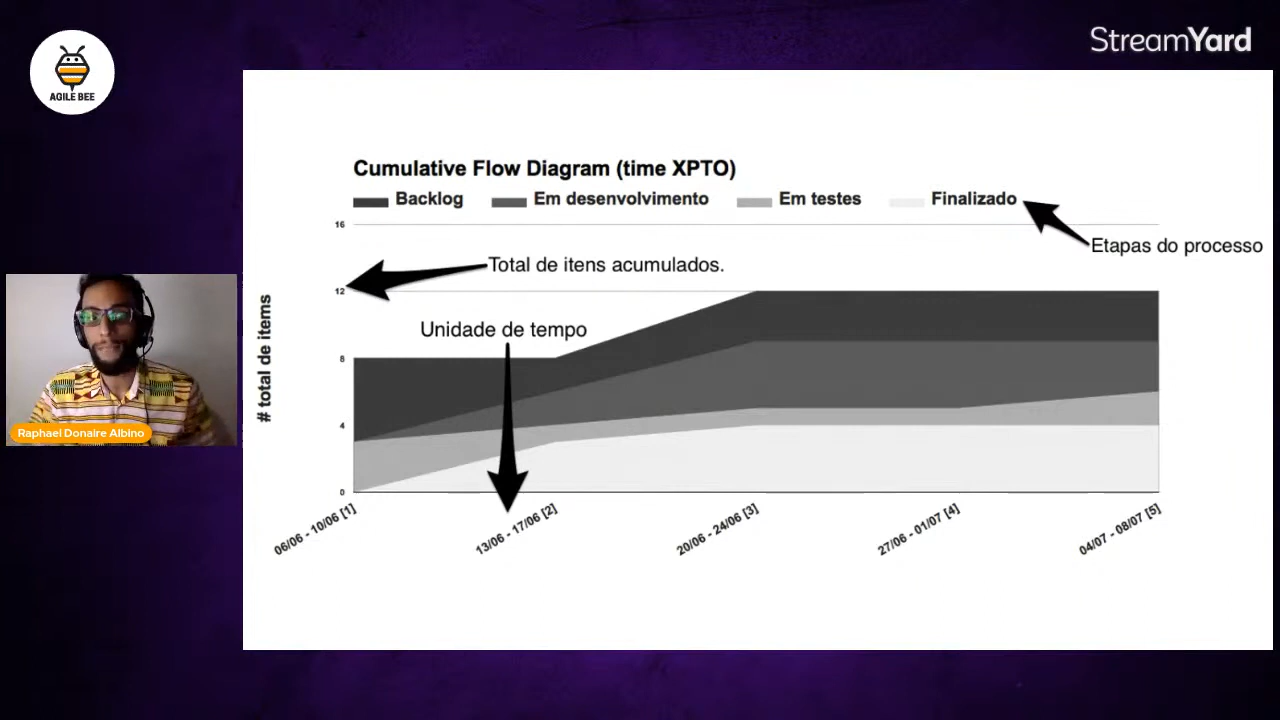 AGILE BEE
StreamYard
Cumulative Flow Diagram (time XPTO)
Backlog
Em desenvolvimento
Em testes
Finalizado
Etapas do processo
Total de itens acumulados.
Unidade de tempo
# total de items
16
12
8
4
0
06/06 - 10/06 [1]
13/06 - 17/06 [2]
20/06 - 24/06 [3]
27/06 - 01/07 [4]
04/07 - 08/07 [5]
Raphael Donaire Albino